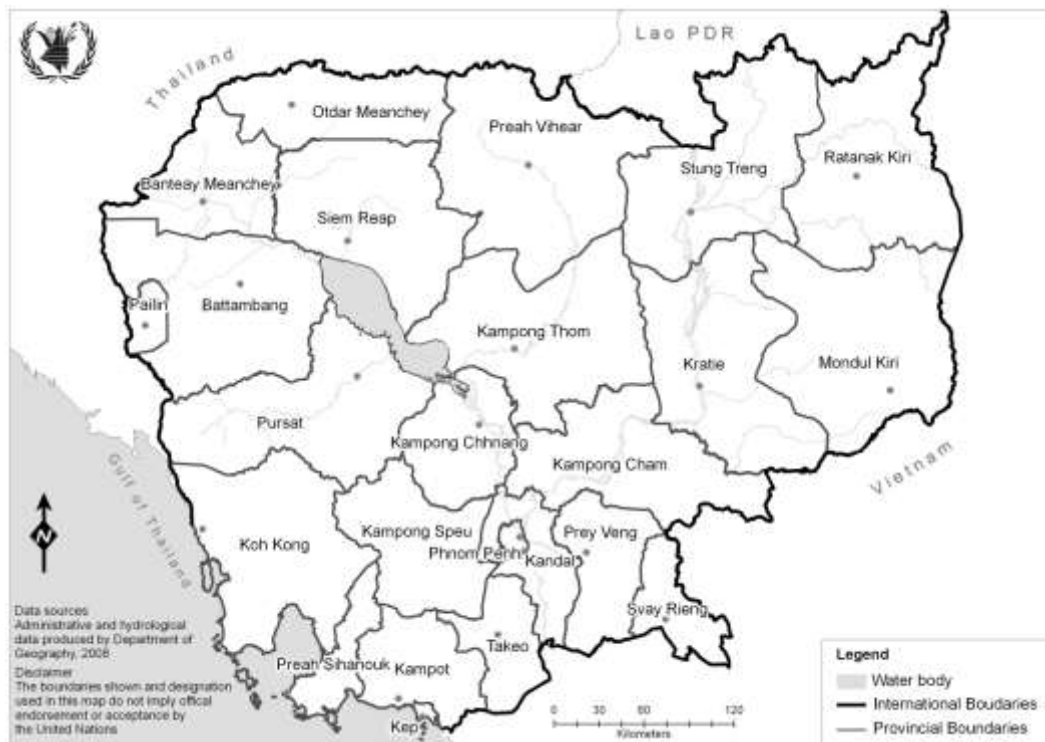 Lao PDR
Thailand
Otdar Meanchey
Preah Vihear
Stung Treng
Ratanak Kiri
Banteay Meanchey
Siem Reap
Pailin
Battambang
Kampong Thom
Kratie
Mondul Kiri
Pursat
Kampong Chhnang
Kampong Cham
Vietnam
Gulf of Thailand
N
Koh Kong
Kampong Speu
Prey Veng
Phnom Penh
Kandal
Svay Rieng
Takeo
Preah Sihanouk
Kampot
Kep
Data sources
Administrative and hydrological
data produced by Department of
Geography, 2008
Disclaimer
The boundaries shown and designation
used in this map do not imply offical
endorsement or acceptance by
the United Nations
0 30 60 75 120
Kilometers
Legend
Water body
International Boudaries
Provincial Boundaries